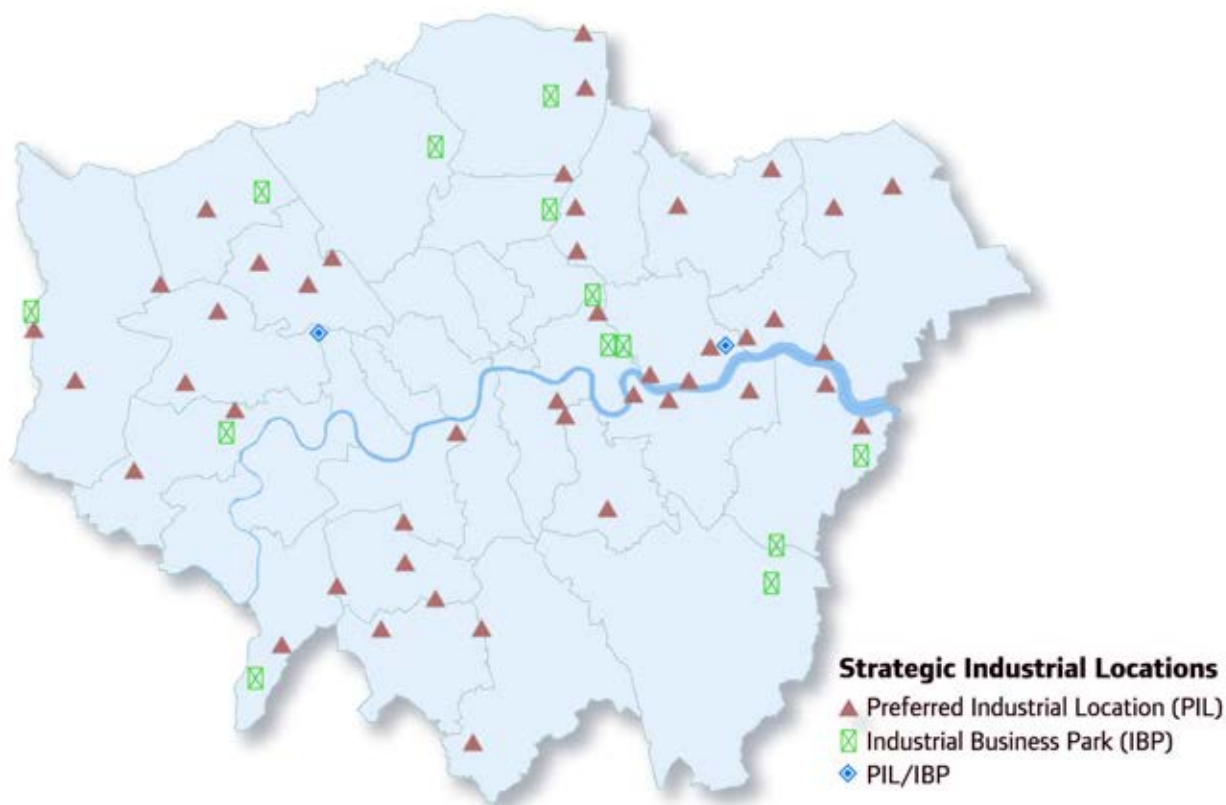 Strategic Industrial Locations
Preferred Industrial Location (PIL)
Industrial Business Park (IBP)
PIL/IBP